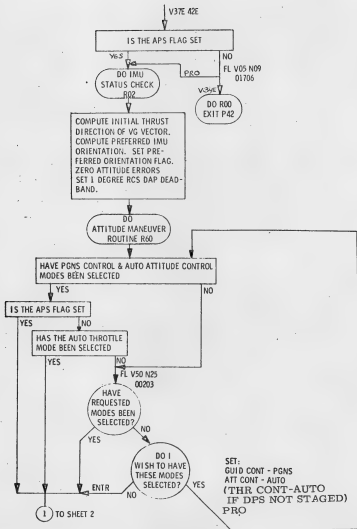 V37E 42E
IS THE APS FLAG SET
YES
NO
FL V05 N09
01706
PRO
V34E
DO IMU
STATUS CHECK
R02
DO R00
EXIT P42
COMPUTE INITIAL THRUST
DIRECTION OF VG VECTOR.
COMPUTE PREFERRED IMU
ORIENTATION. SET PRE-
FERRED ORIENTATION FLAG.
ZERO ATTITUDE ERRORS
SET 1 DEGREE RCS DAP DEAD-
BAND.
DO
ATTITUDE MANEUVER
ROUTINE R60
HAVE PGNS CONTROL & AUTO ATTITUDE CONTROL
MODES BEEN SELECTED
YES
NO
IS THE APS FLAG SET
YES
NO
HAS THE AUTO THROTTLE
MODE BEEN SELECTED
YES
NO
FL V50 N25
00203
HAVE
REQUESTED
MODES BEEN
SELECTED?
YES
NO
DO I
WISH TO HAVE
THESE MODES
SELECTED?
ENTR
NO
YES
SET:
GUID CONT - PGNS
ATT CONT - AUTO
(THR CONT-AUTO
IF DPS NOT STAGED)
PRO
1 TO SHEET 2